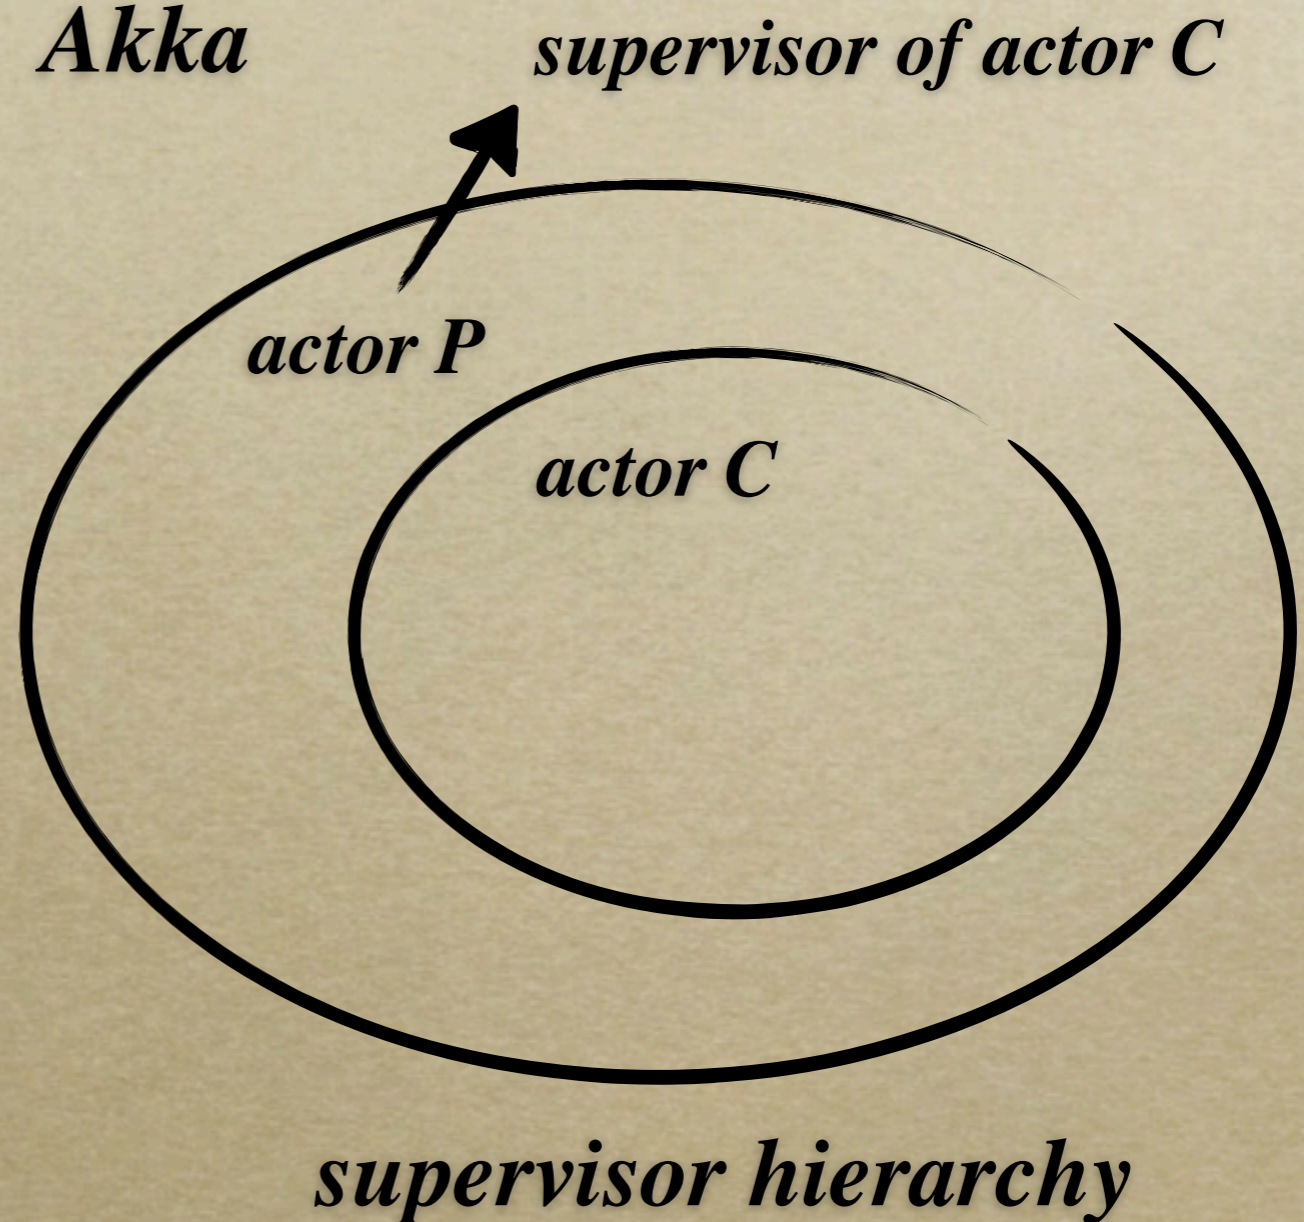 Akka
supervisor of actor C
actor P
actor C
supervisor hierarchy